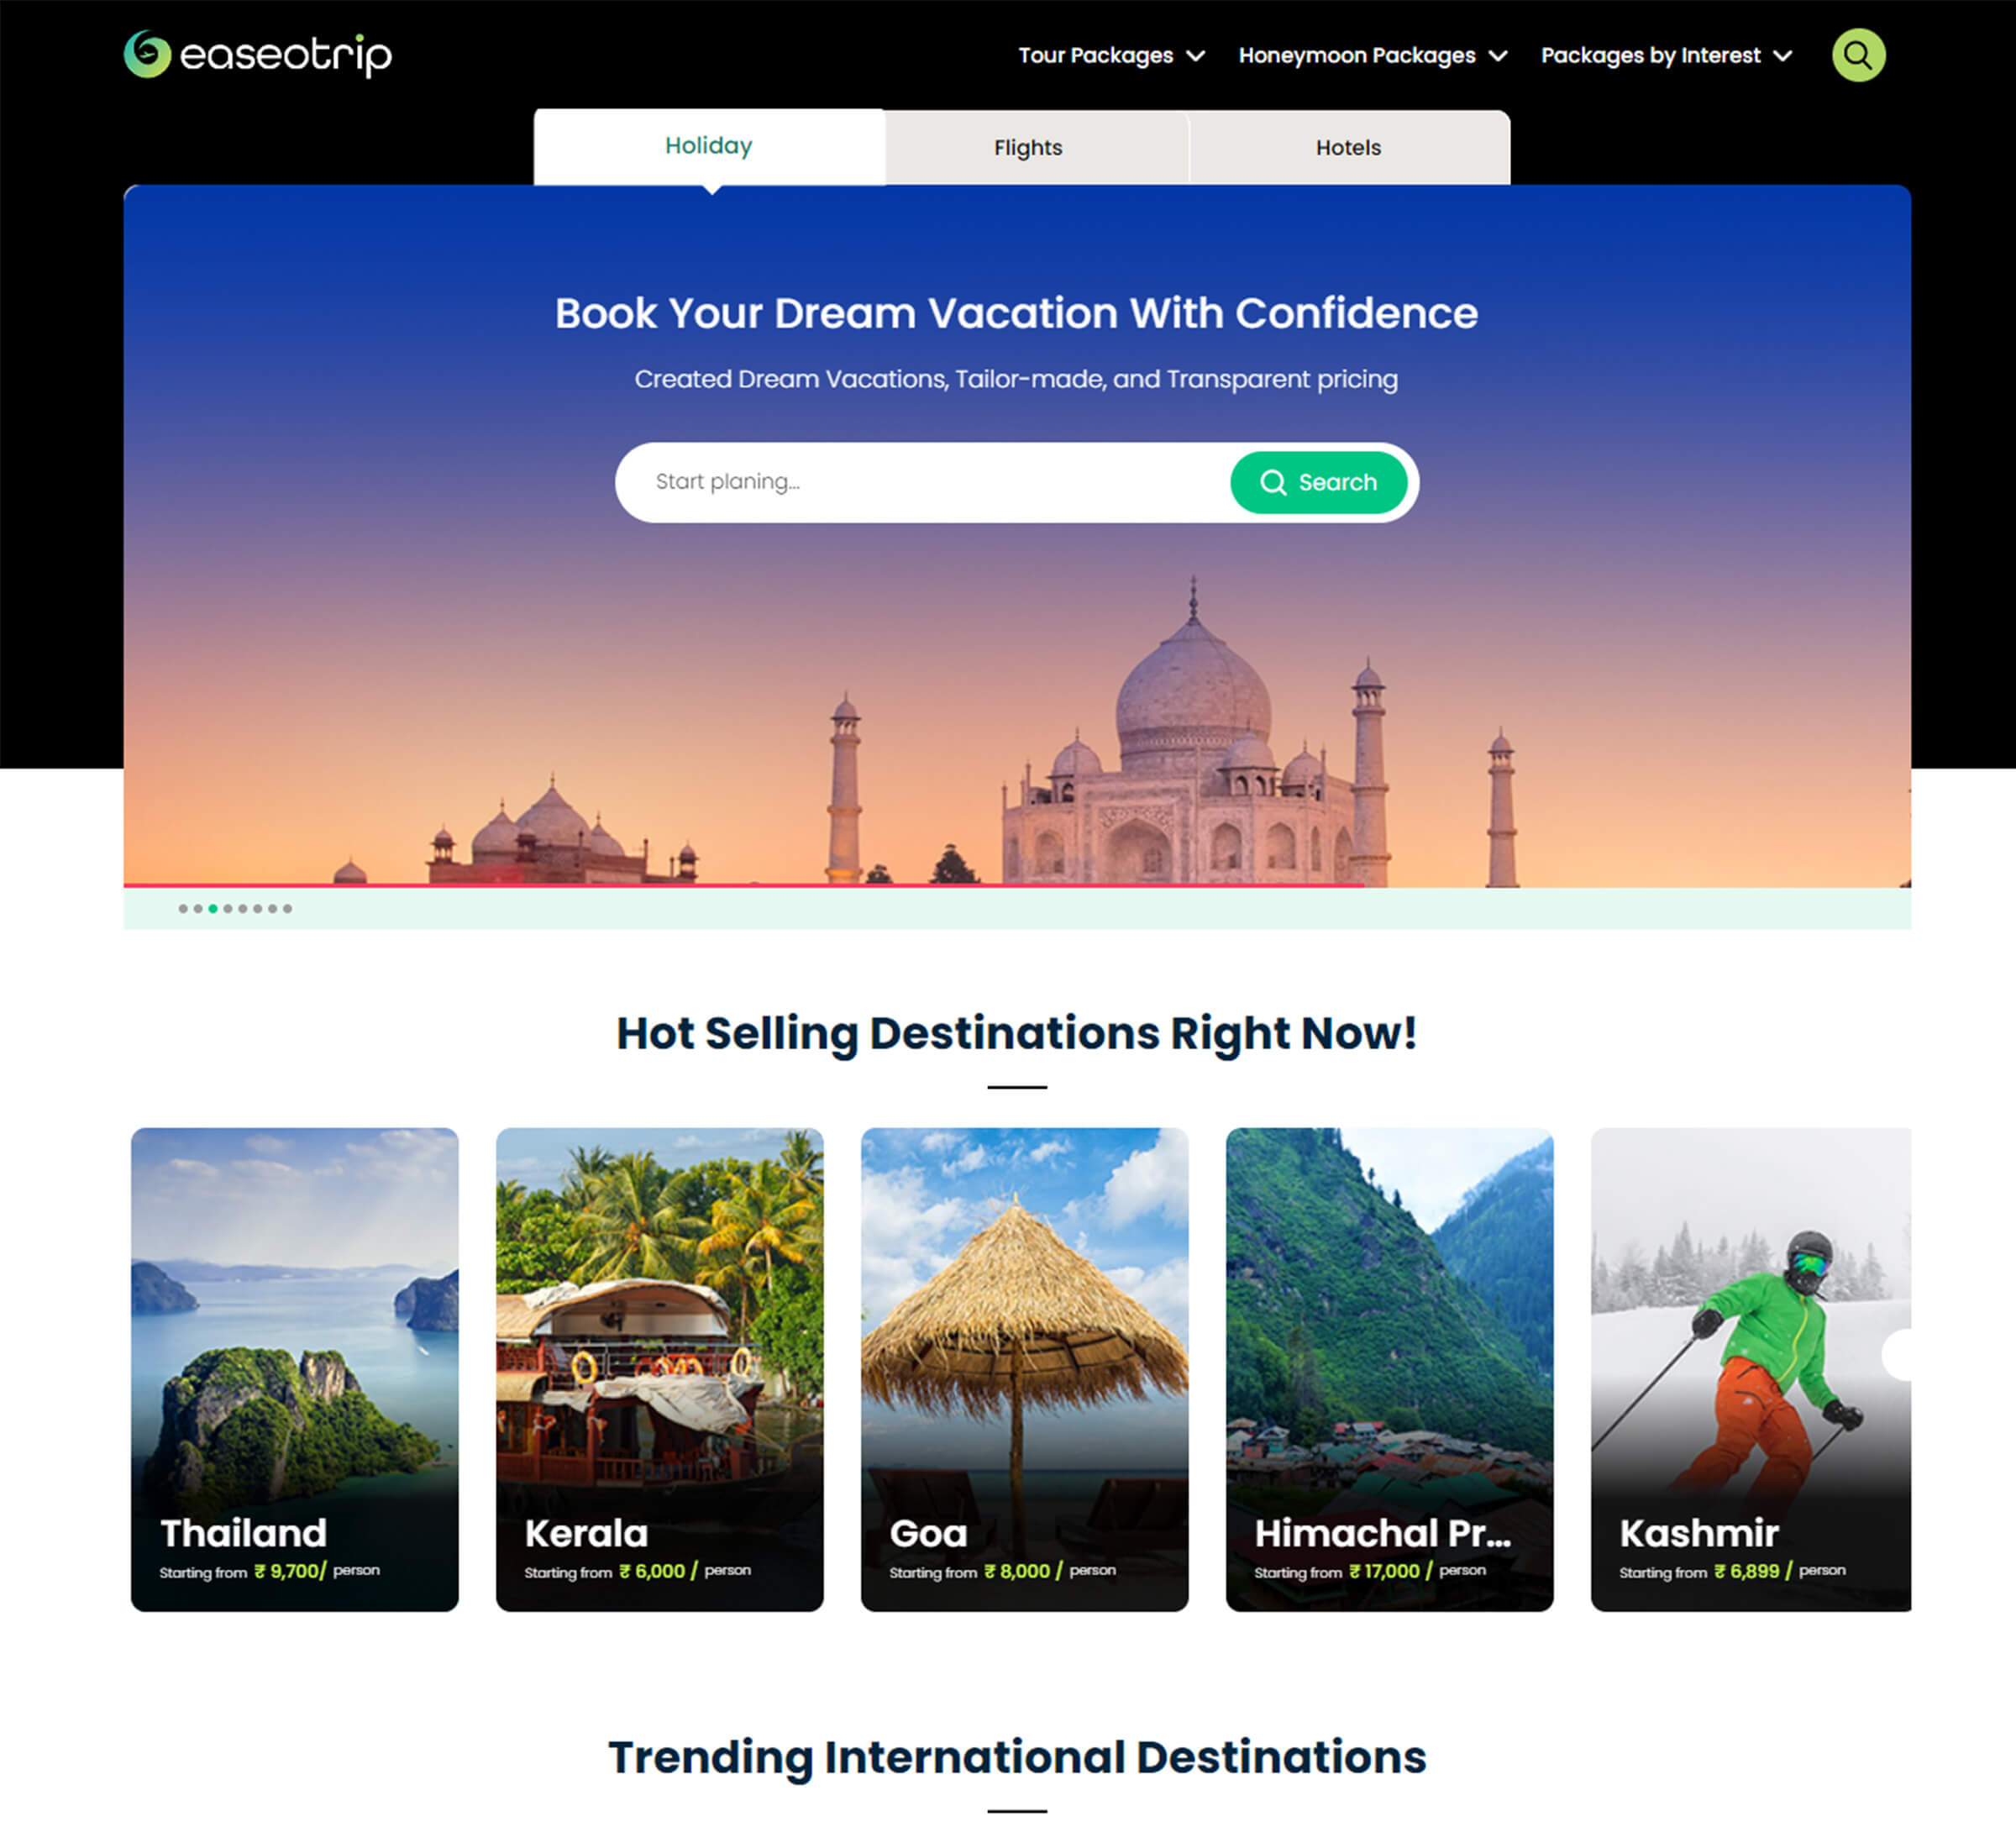 easeotrip
Tour Packages
Honeymoon Packages
Packages by Interest
Holiday
Flights
Hotels
Book Your Dream Vacation With Confidence
Created Dream Vacations, Tailor-made, and Transparent pricing
Start planing...
Search
Hot Selling Destinations Right Now!
Thailand
Starting from ₹ 9,700/ person
Kerala
Starting from ₹ 6,000 / person
Goa
Starting from ₹ 8,000 / person
Himachal Pr...
Starting from ₹ 17,000 / person
Kashmir
Starting from ₹ 6,899 / person
Trending International Destinations